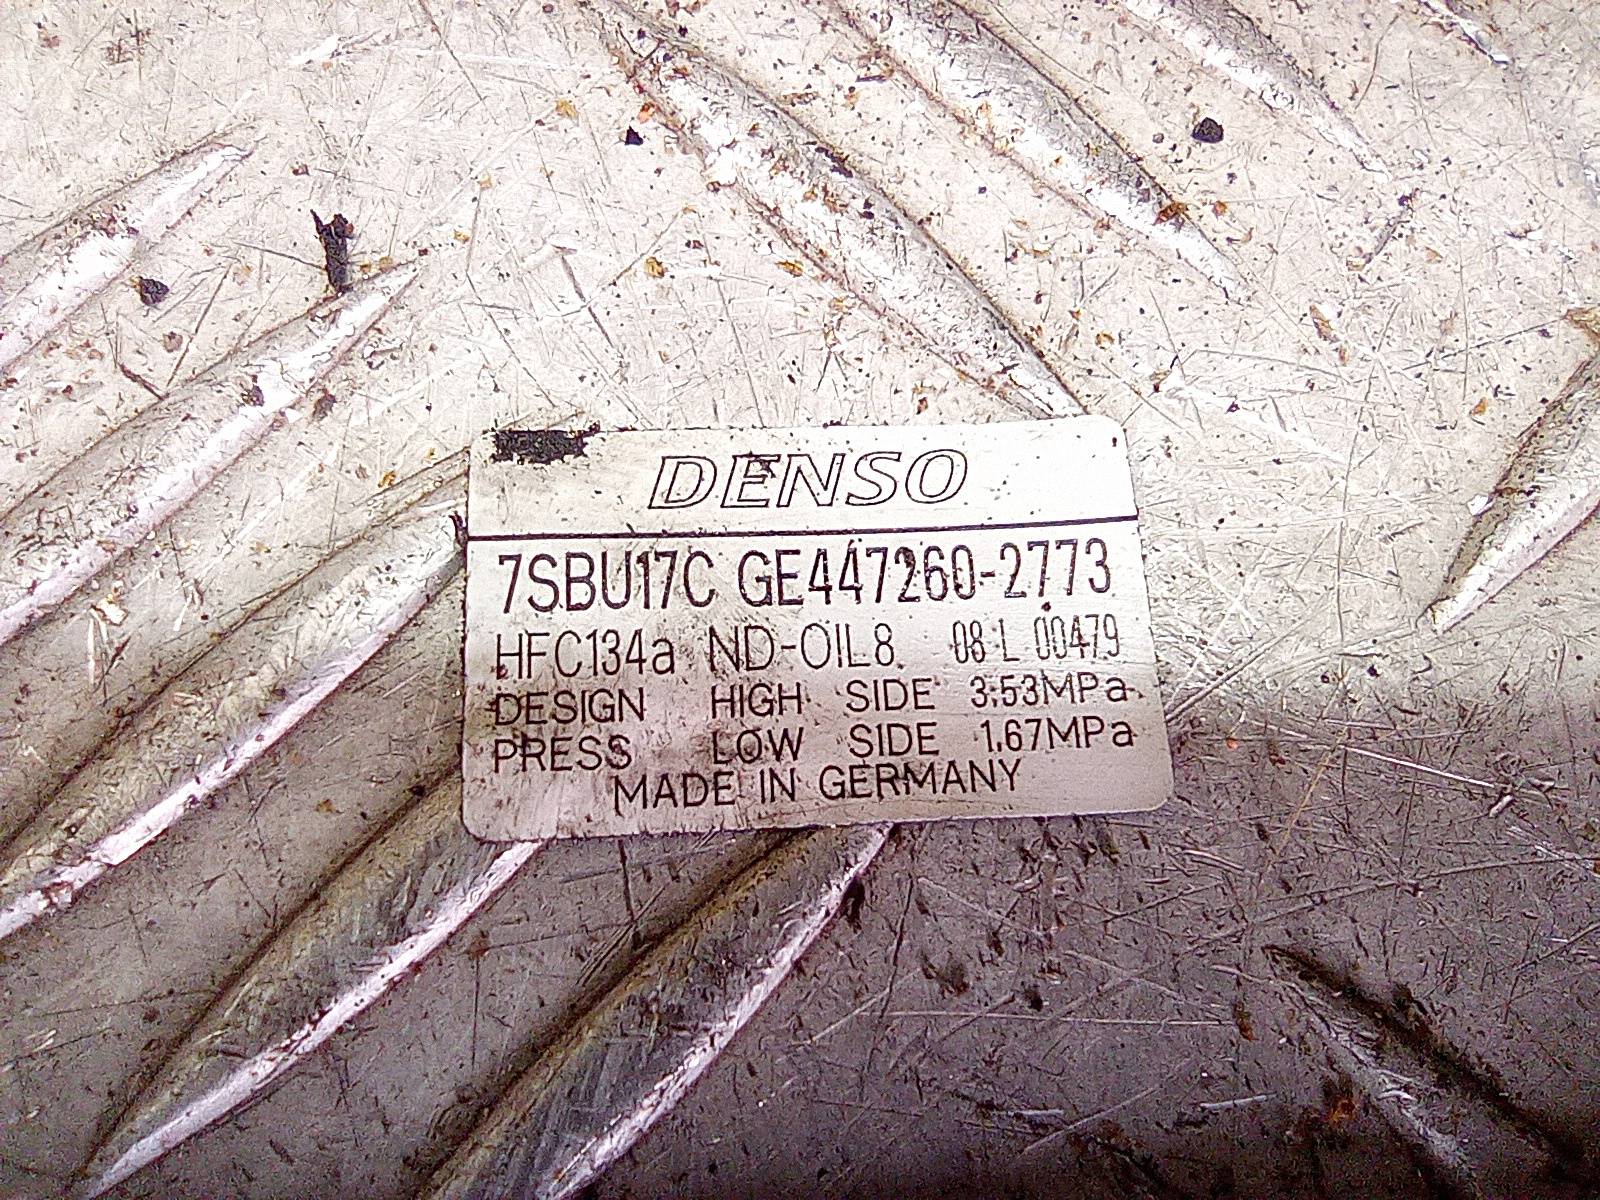 DENSO
7SBU17C GE447260-2773
HFC134a ND-OIL8 08 L 00479
DESIGN HIGH SIDE 3.53MPa
PRESS LOW SIDE 1.67MPa
MADE IN GERMANY